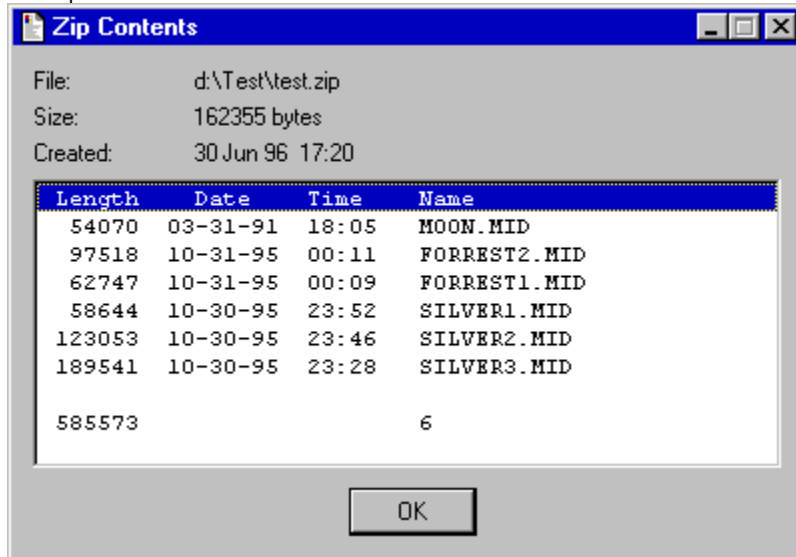 Zip Contents
File: d:\Test\test.zip
Size: 162355 bytes
Created: 30 Jun 96 17:20
Length Date Time Name
54070 03-31-91 18:05 MOON.MID
97518 10-31-95 00:11 FORREST2.MID
62747 10-31-95 00:09 FORREST1.MID
58644 10-30-95 23:52 SILVER1.MID
123053 10-30-95 23:46 SILVER2.MID
189541 10-30-95 23:28 SILVER3.MID
585573 6
OK